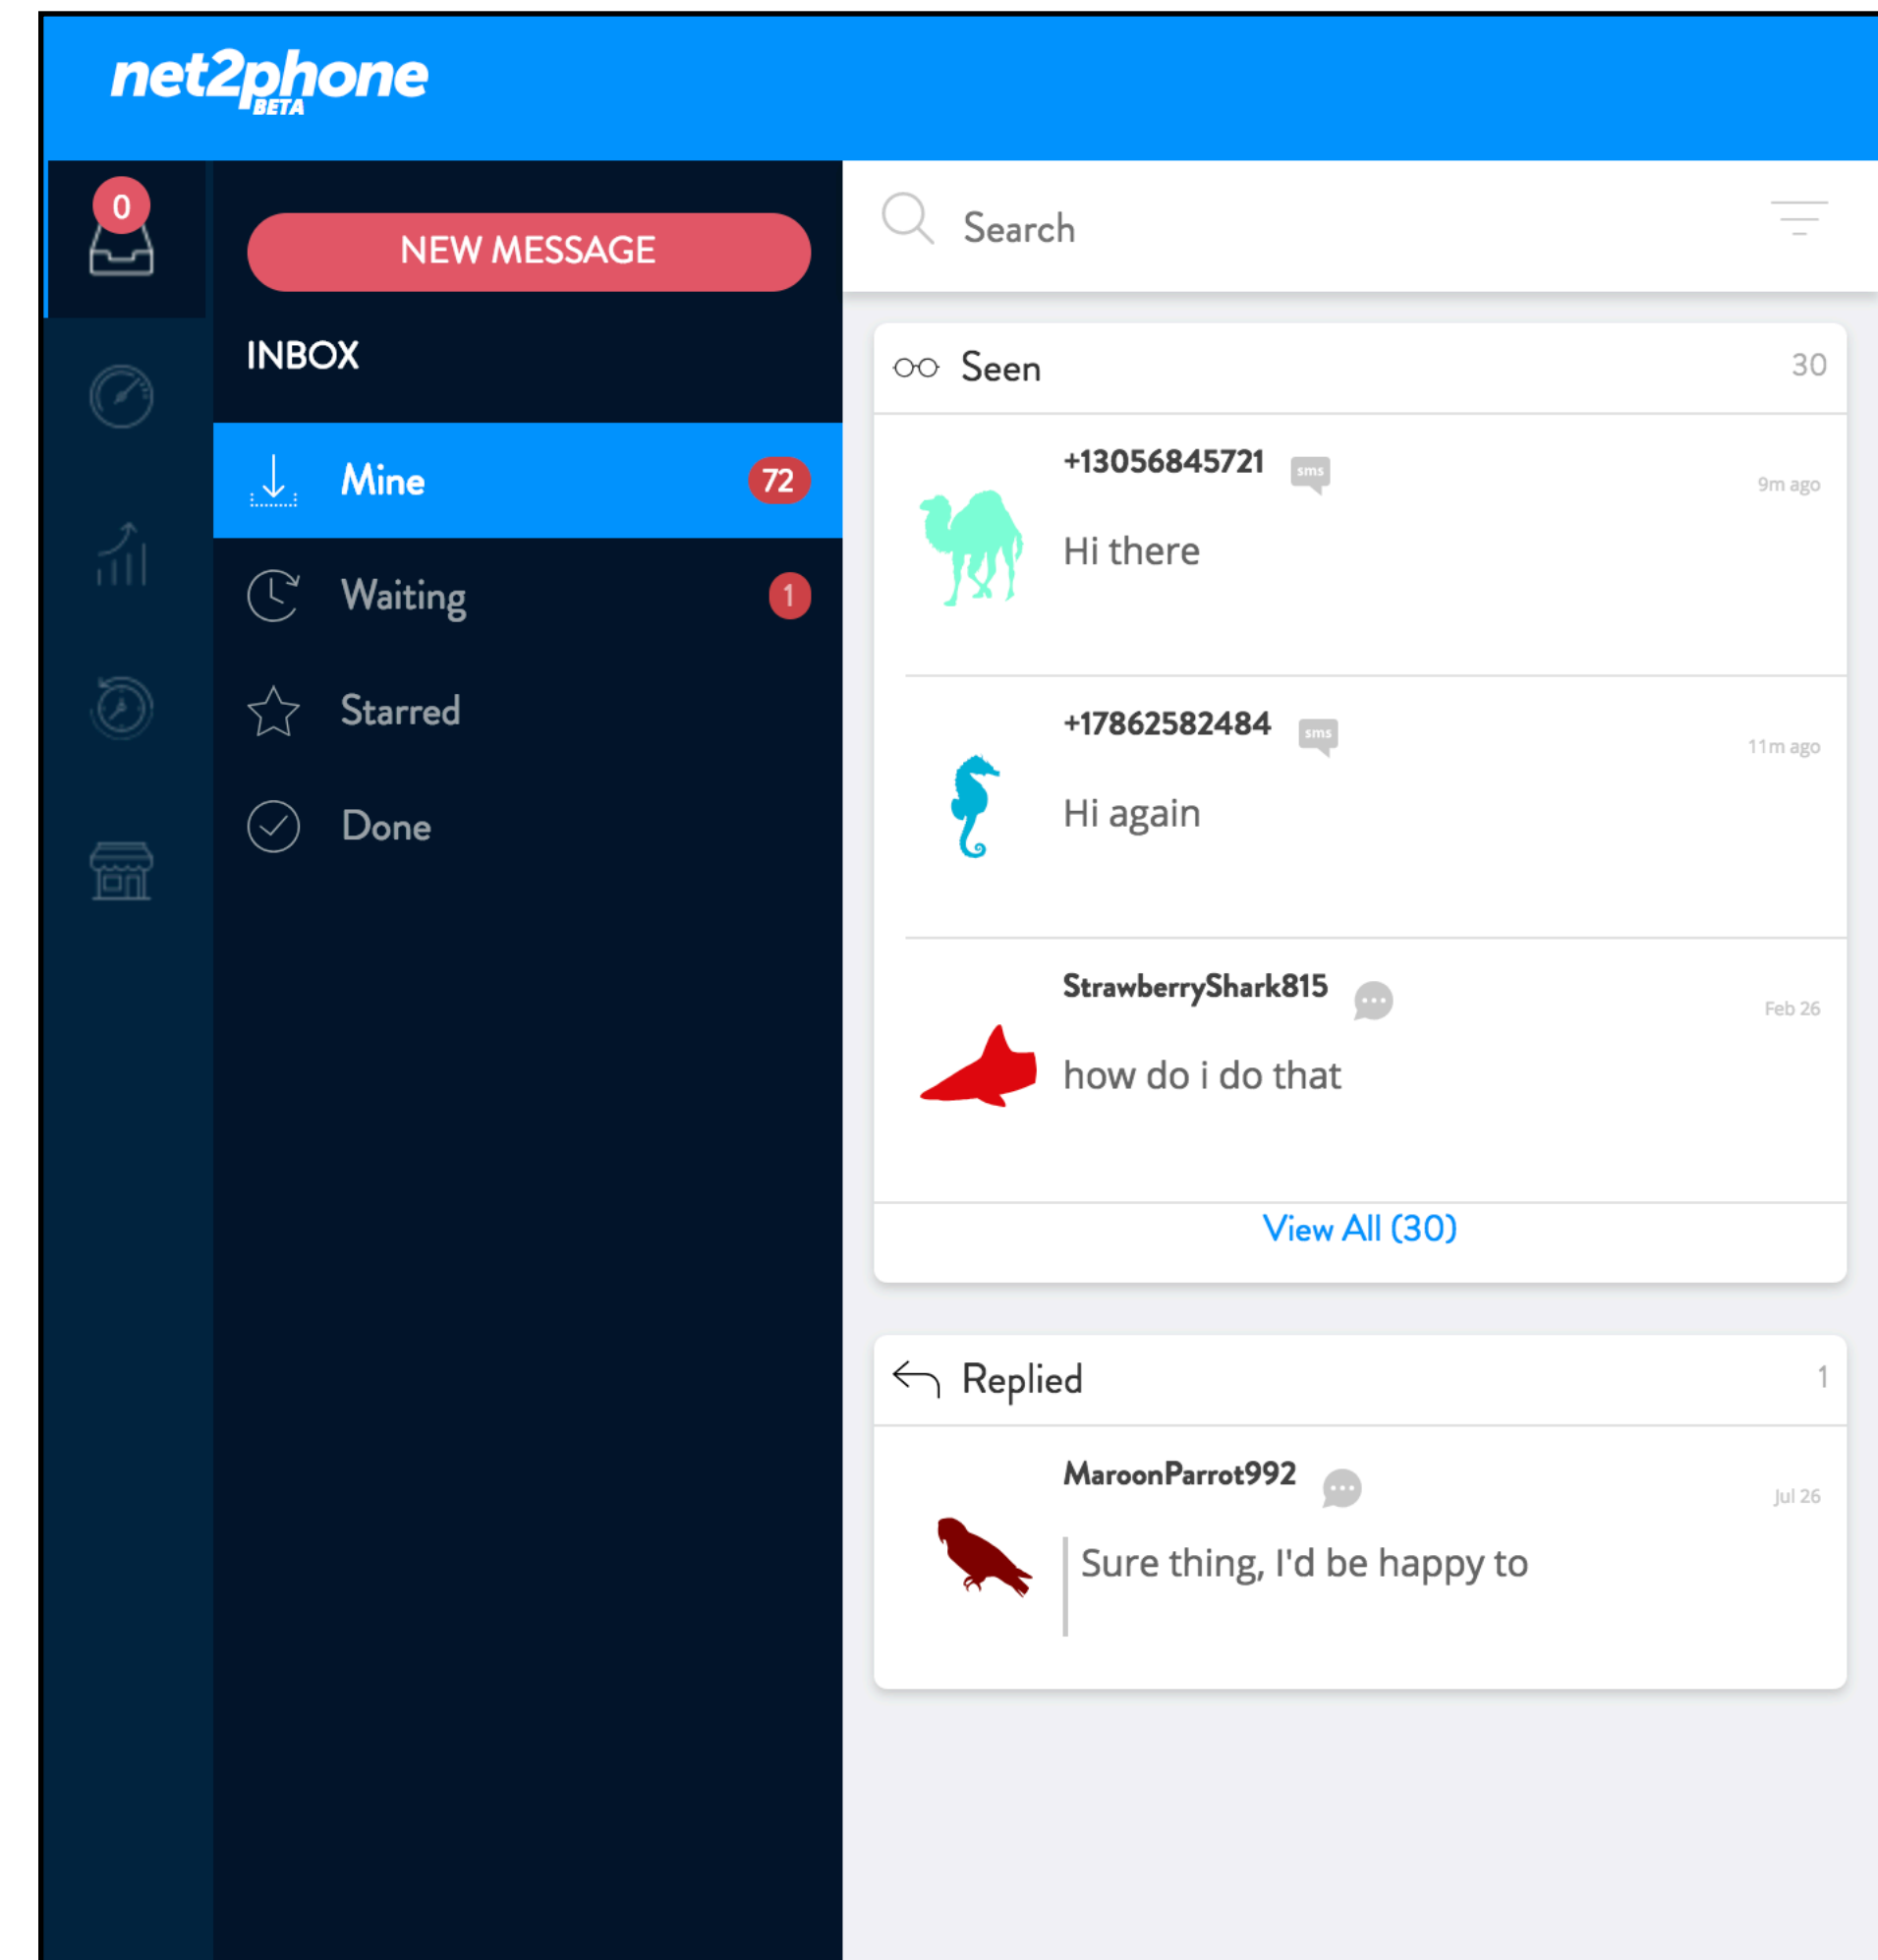 net2phone
BETA
0
NEW MESSAGE
INBOX
Mine 72
Waiting 1
Starred
Done
Search
Seen 30
+13056845721 sms
9m ago
Hi there
+17862582484 sms
11m ago
Hi again
StrawberryShark815
Feb 26
how do i do that
View All (30)
Replied 1
MaroonParrot992
Jul 26
Sure thing, I'd be happy to